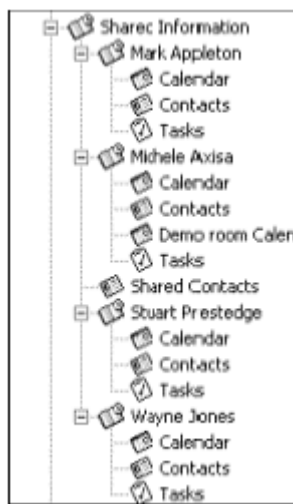 Sharec Information
Mark Appleton
Calendar
Contacts
Tasks
Michele Axisa
Calendar
Contacts
Demo room Calen
Tasks
Shared Contacts
Stuart Prestedge
Calendar
Contacts
Tasks
Wayne Jones
Calendar
Contacts
Tasks